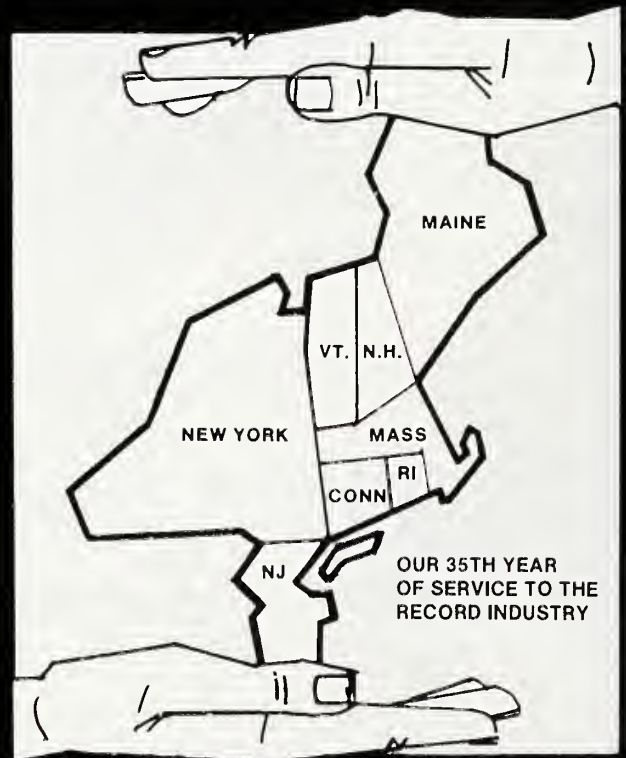 MAINE
VT.
N.H.
NEW YORK
MASS
CONN
RI
NJ
OUR 35TH YEAR
OF SERVICE TO THE
RECORD INDUSTRY